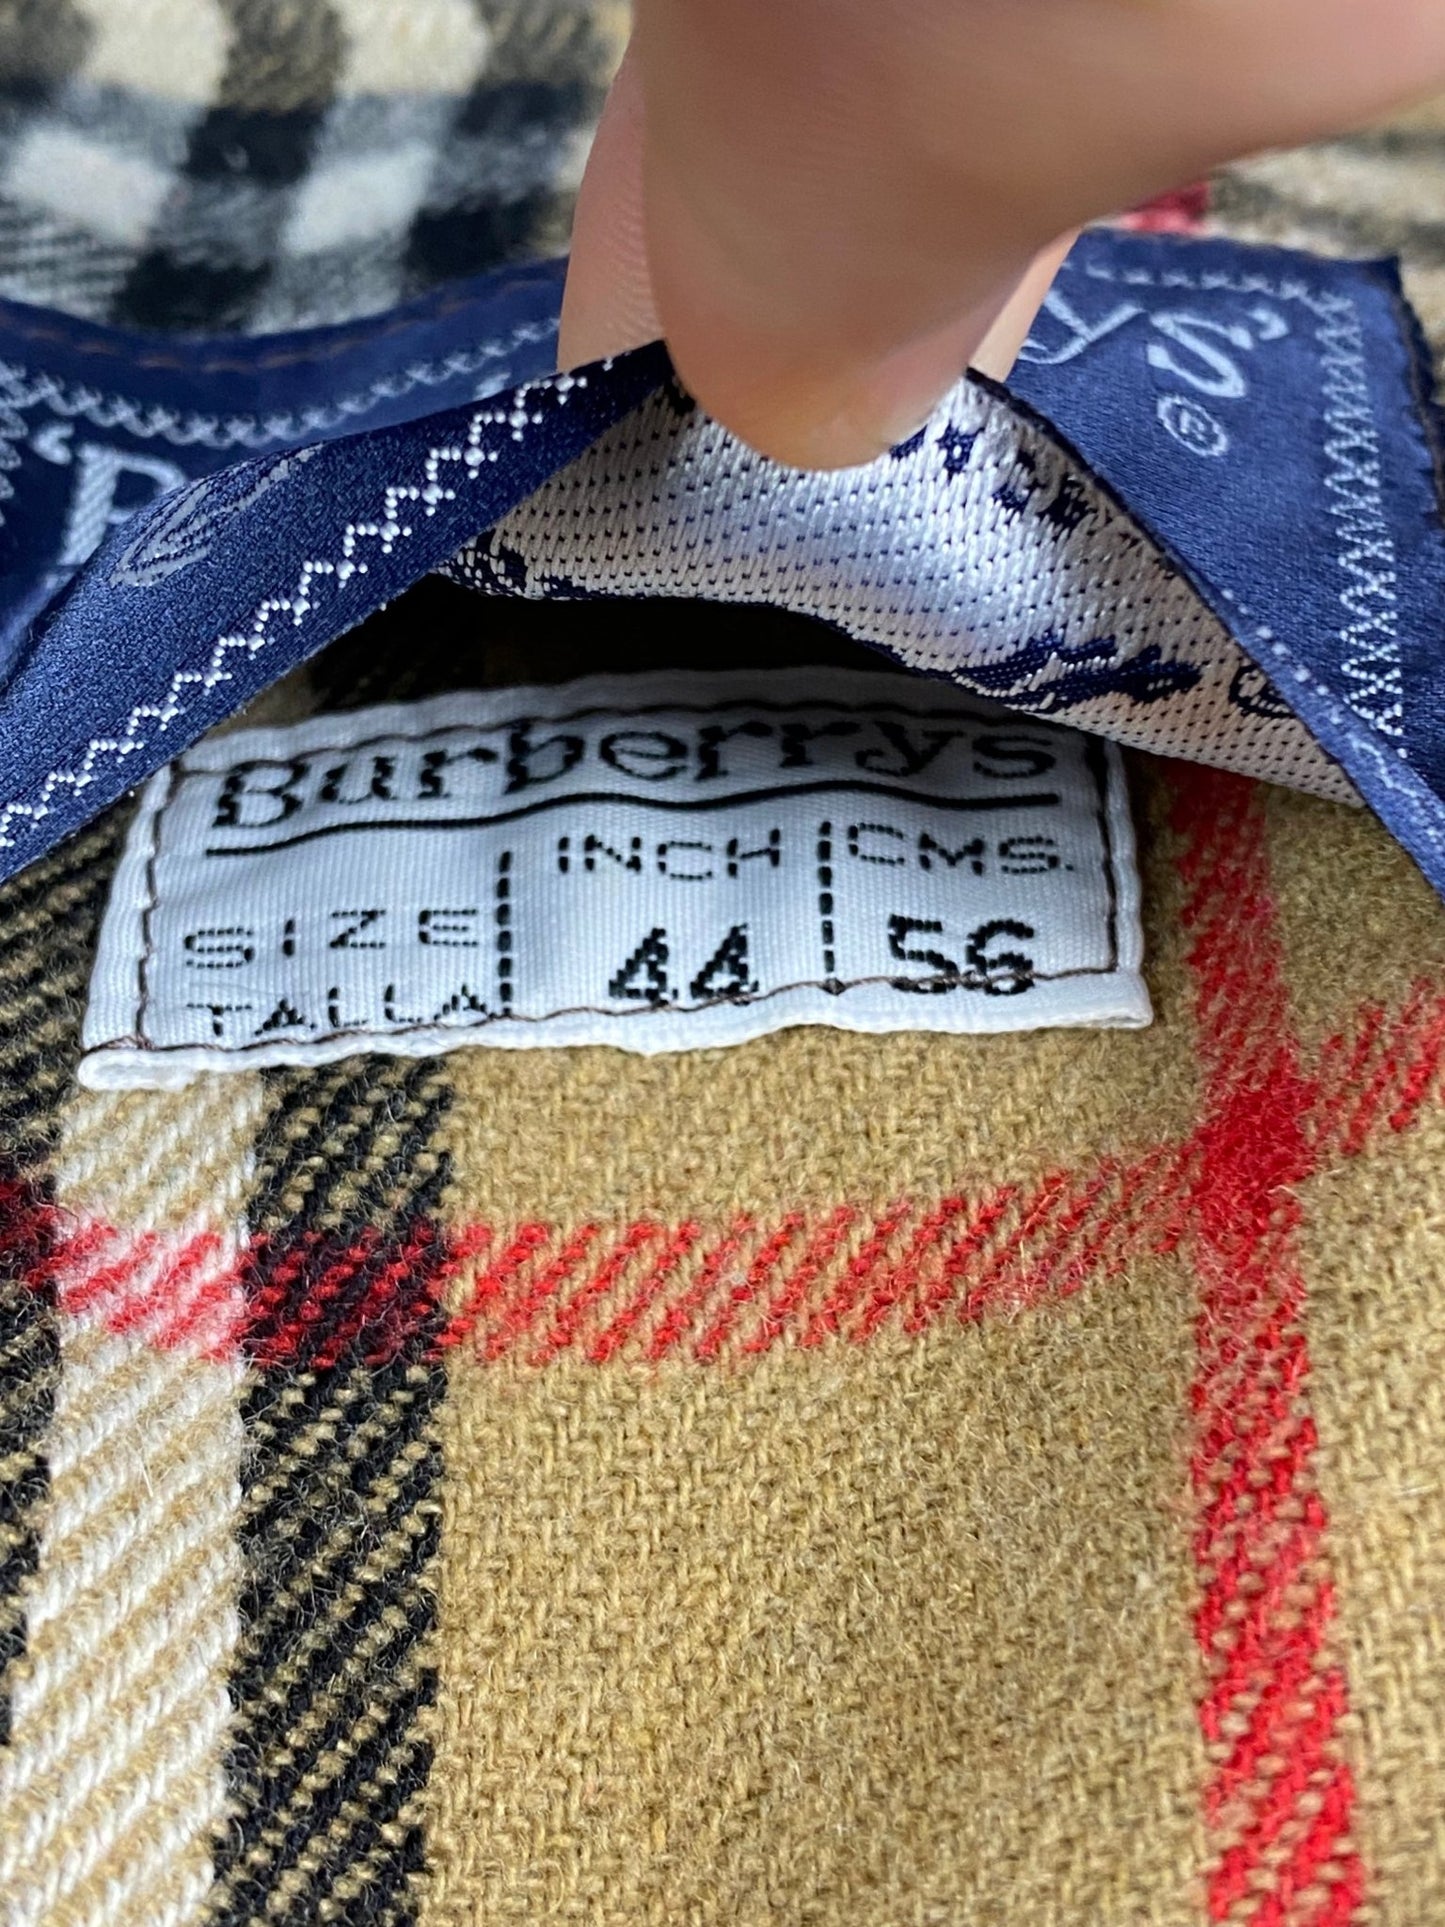 Burberrys
INCH CMS.
SIZE 44 56
TALLA